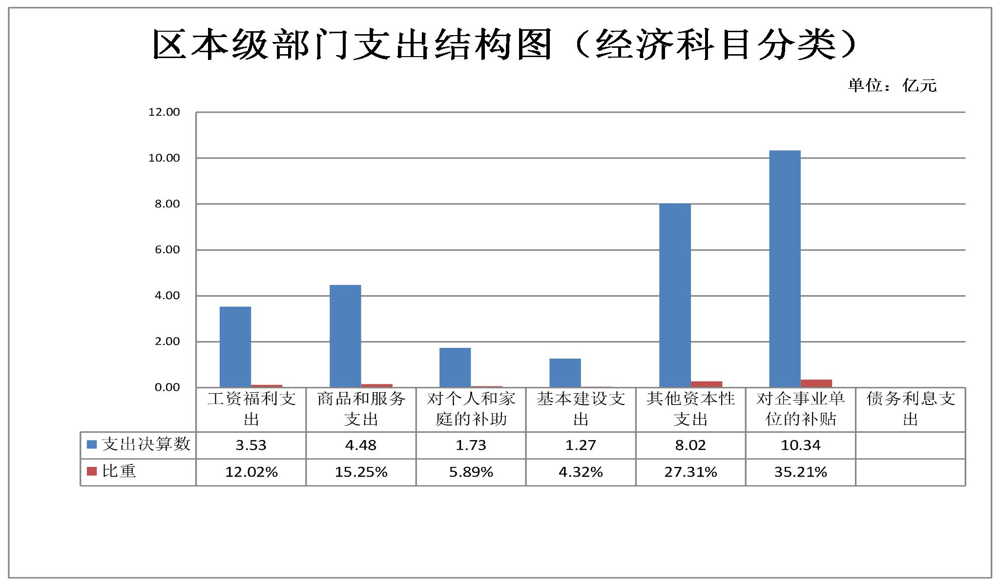 区本级部门支出结构图（经济科目分类）
单位：亿元
12.00
10.00
8.00
6.00
4.00
2.00
0.00
工资福利支出
商品和服务支出
对个人和家庭的补助
基本建设支出
其他资本性支出
对企事业单位的补贴
债务利息支出
支出决算数 3.53 4.48 1.73 1.27 8.02 10.34
比重 12.02% 15.25% 5.89% 4.32% 27.31% 35.21%